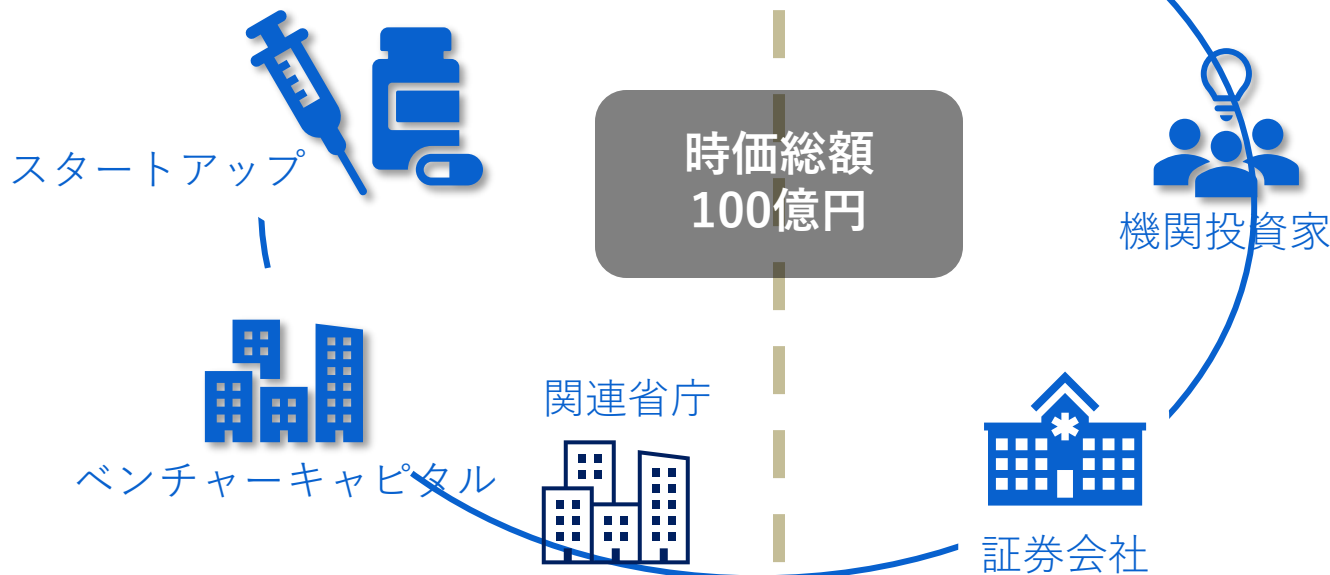 スタートアップ
時価総額
100億円
機関投資家
関連省庁
ベンチャーキャピタル
証券会社